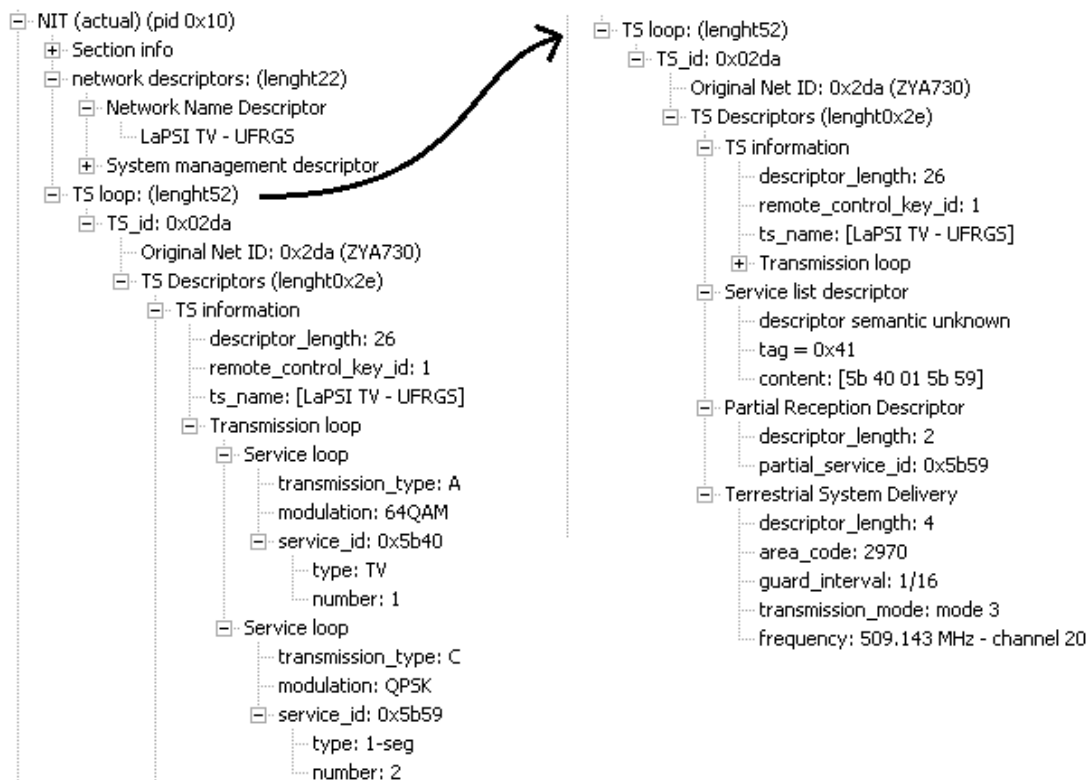 NIT (actual) (pid 0x10)
Section info
network descriptors: (lenght22)
Network Name Descriptor
LaPSI TV - UFRGS
System management descriptor
TS loop: (lenght52)
TS_id: 0x02da
Original Net ID: 0x2da (ZYA730)
TS Descriptors (lenght0x2e)
TS information
descriptor_length: 26
remote_control_key_id: 1
ts_name: [LaPSI TV - UFRGS]
Transmission loop
Service loop
transmission_type: A
modulation: 64QAM
service_id: 0x5b40
type: TV
number: 1
Service loop
transmission_type: C
modulation: QPSK
service_id: 0x5b59
type: 1-seg
number: 2
TS loop: (lenght52)
TS_id: 0x02da
Original Net ID: 0x2da (ZYA730)
TS Descriptors (lenght0x2e)
TS information
descriptor_length: 26
remote_control_key_id: 1
ts_name: [LaPSI TV - UFRGS]
Transmission loop
Service list descriptor
descriptor semantic unknown
tag = 0x41
content: [5b 40 01 5b 59]
Partial Reception Descriptor
descriptor_length: 2
partial_service_id: 0x5b59
Terrestrial System Delivery
descriptor_length: 4
area_code: 2970
guard_interval: 1/16
transmission_mode: mode 3
frequency: 509.143 MHz - channel 20